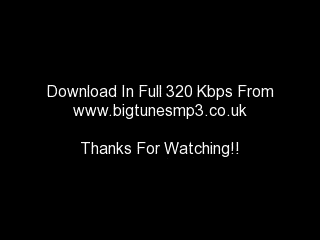 Download In Full 320 Kbps From
www.bigtunesmp3.co.uk
Thanks For Watching!!